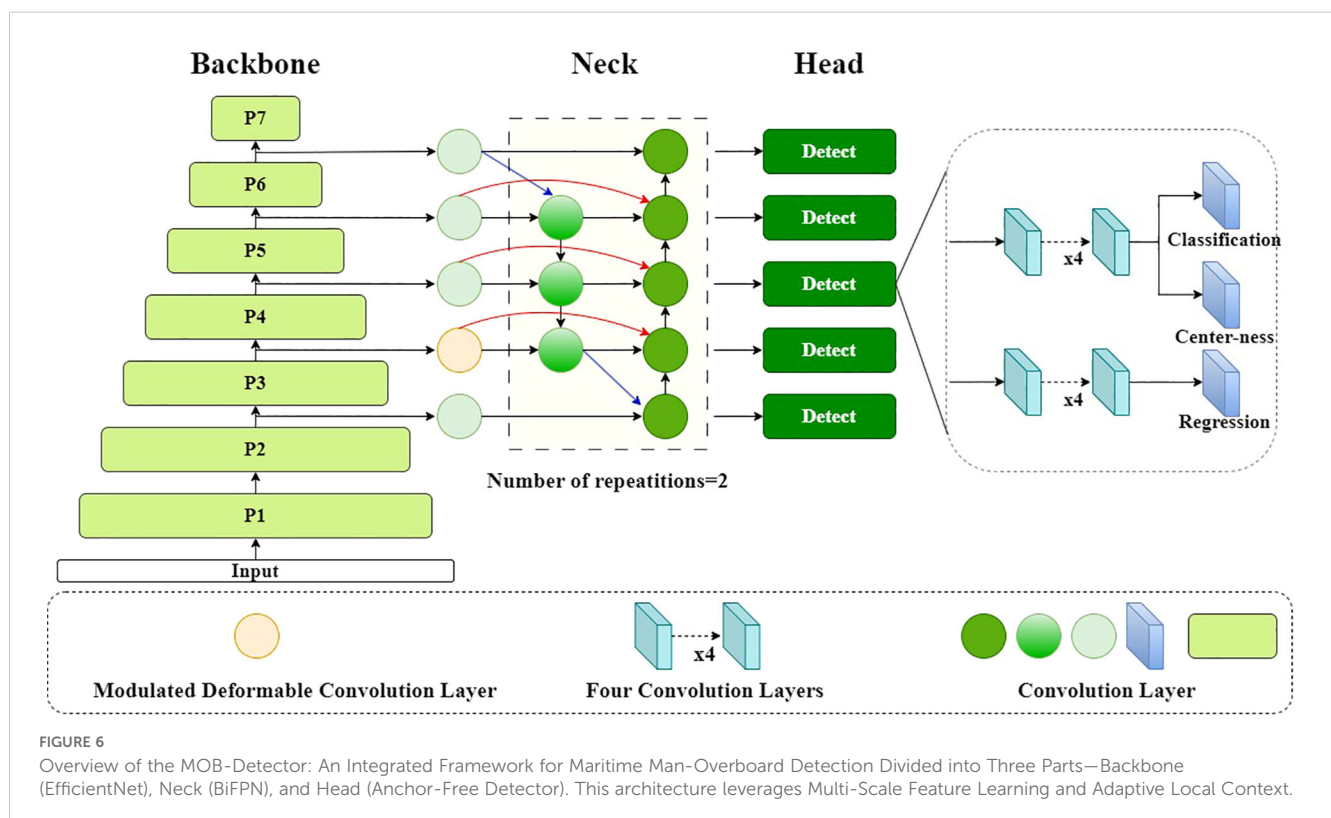 Backbone
Neck
Head
P7
P6
P5
P4
P3
P2
P1
Input
Number of repeatitions=2
Detect
Detect
Detect
Detect
Detect
x4
Classification
Center-ness
x4
Regression
Modulated Deformable Convolution Layer
x4
Four Convolution Layers
Convolution Layer
FIGURE 6
Overview of the MOB-Detector: An Integrated Framework for Maritime Man-Overboard Detection Divided into Three Parts—Backbone
(EfficientNet), Neck (BiFPN), and Head (Anchor-Free Detector). This architecture leverages Multi-Scale Feature Learning and Adaptive Local Context.